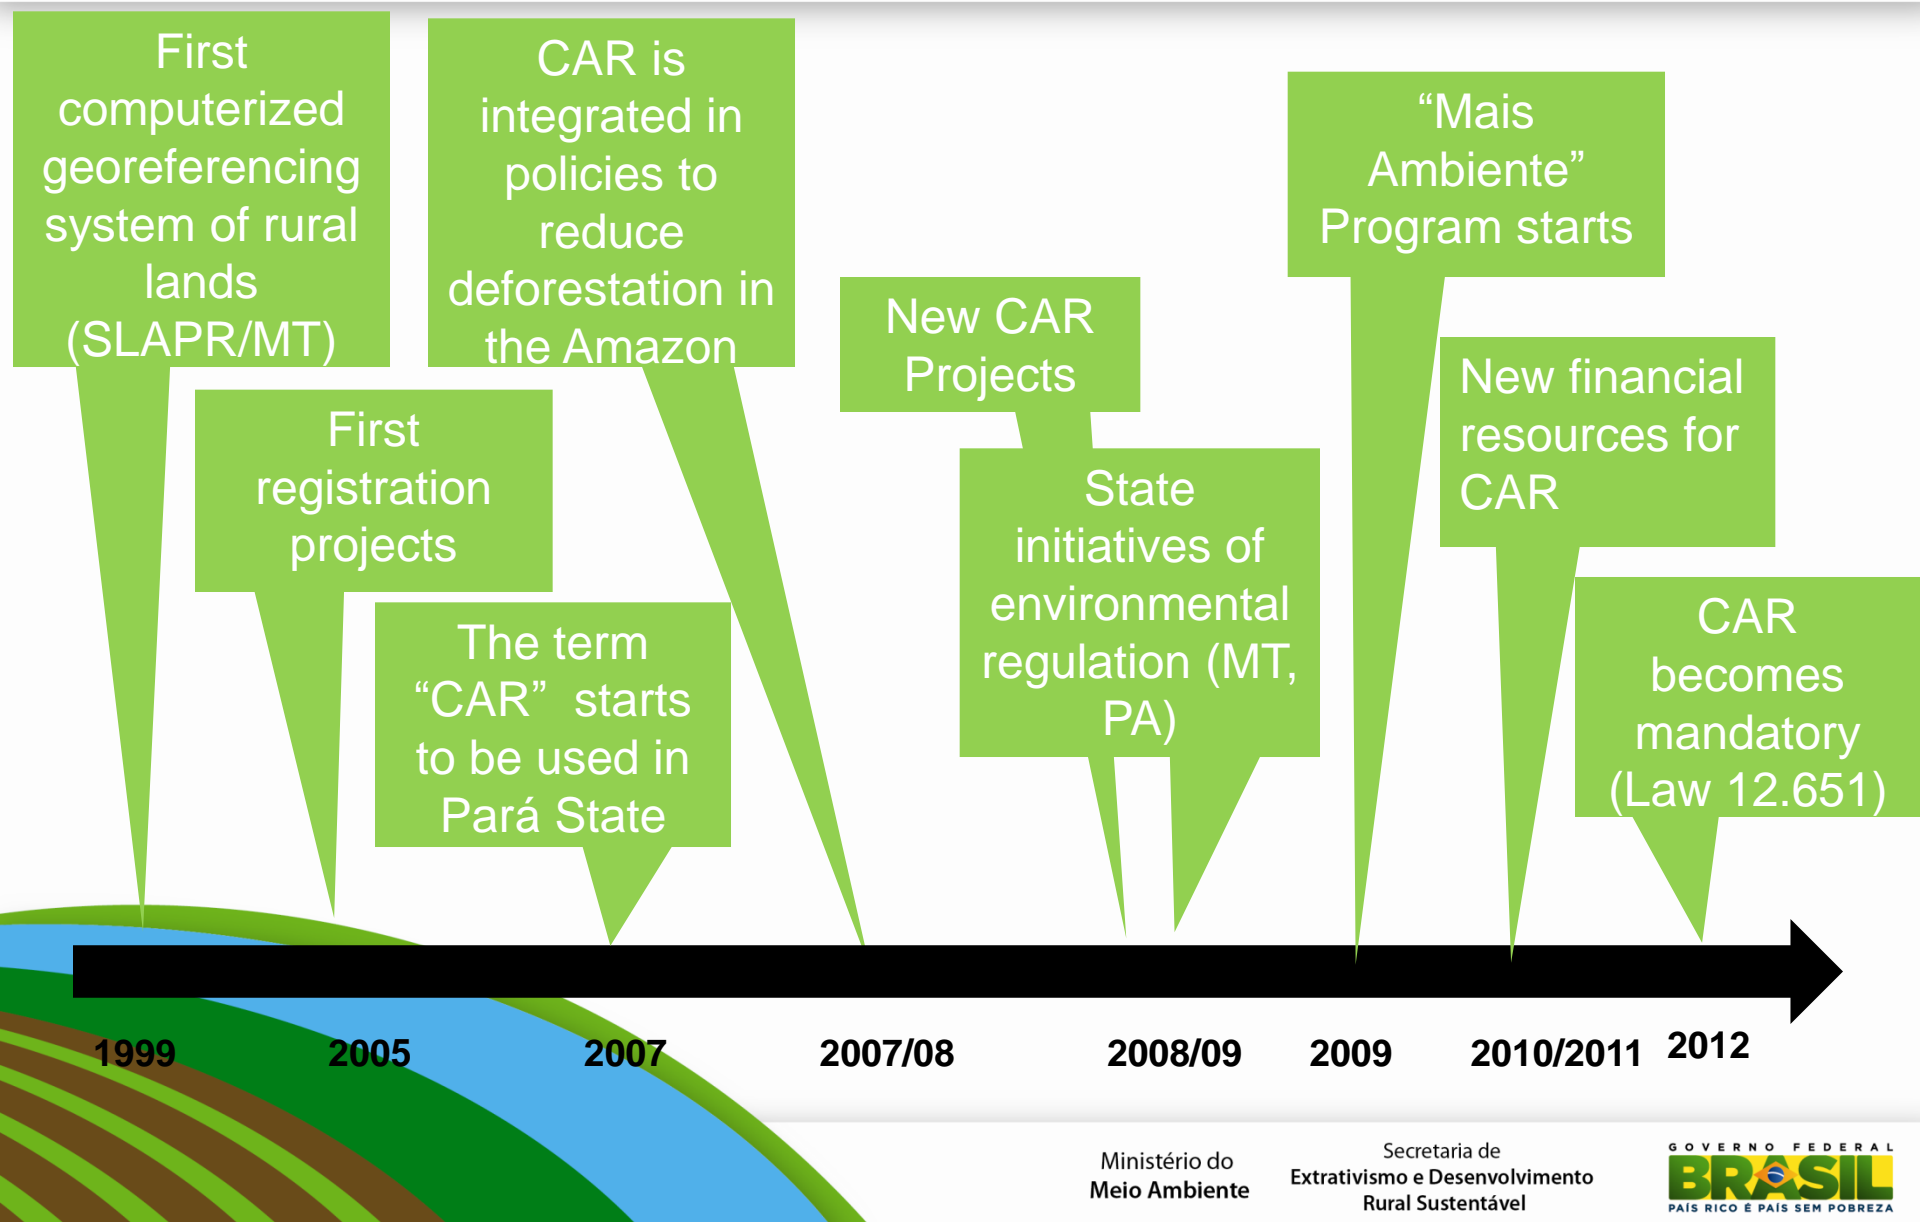 First
computerized
georeferencing
system of rural
lands
(SLAPR/MT)
First
registration
projects
The term
“CAR”  starts
to be used in
Pará State
CAR is
integrated in
policies to
reduce
deforestation in
the Amazon
New CAR
Projects
State
initiatives of
environmental
regulation (MT,
PA)
“Mais
Ambiente”
Program starts
New financial
resources for
CAR
CAR
becomes
mandatory
(Law 12.651)
1999
2005
2007
2007/08
2008/09
2009
2010/2011
2012
Ministério do
Meio Ambiente
Secretaria de
Extrativismo e Desenvolvimento
Rural Sustentável
GOVERNO FEDERAL
BRASIL
PAÍS RICO É PAÍS SEM POBREZA